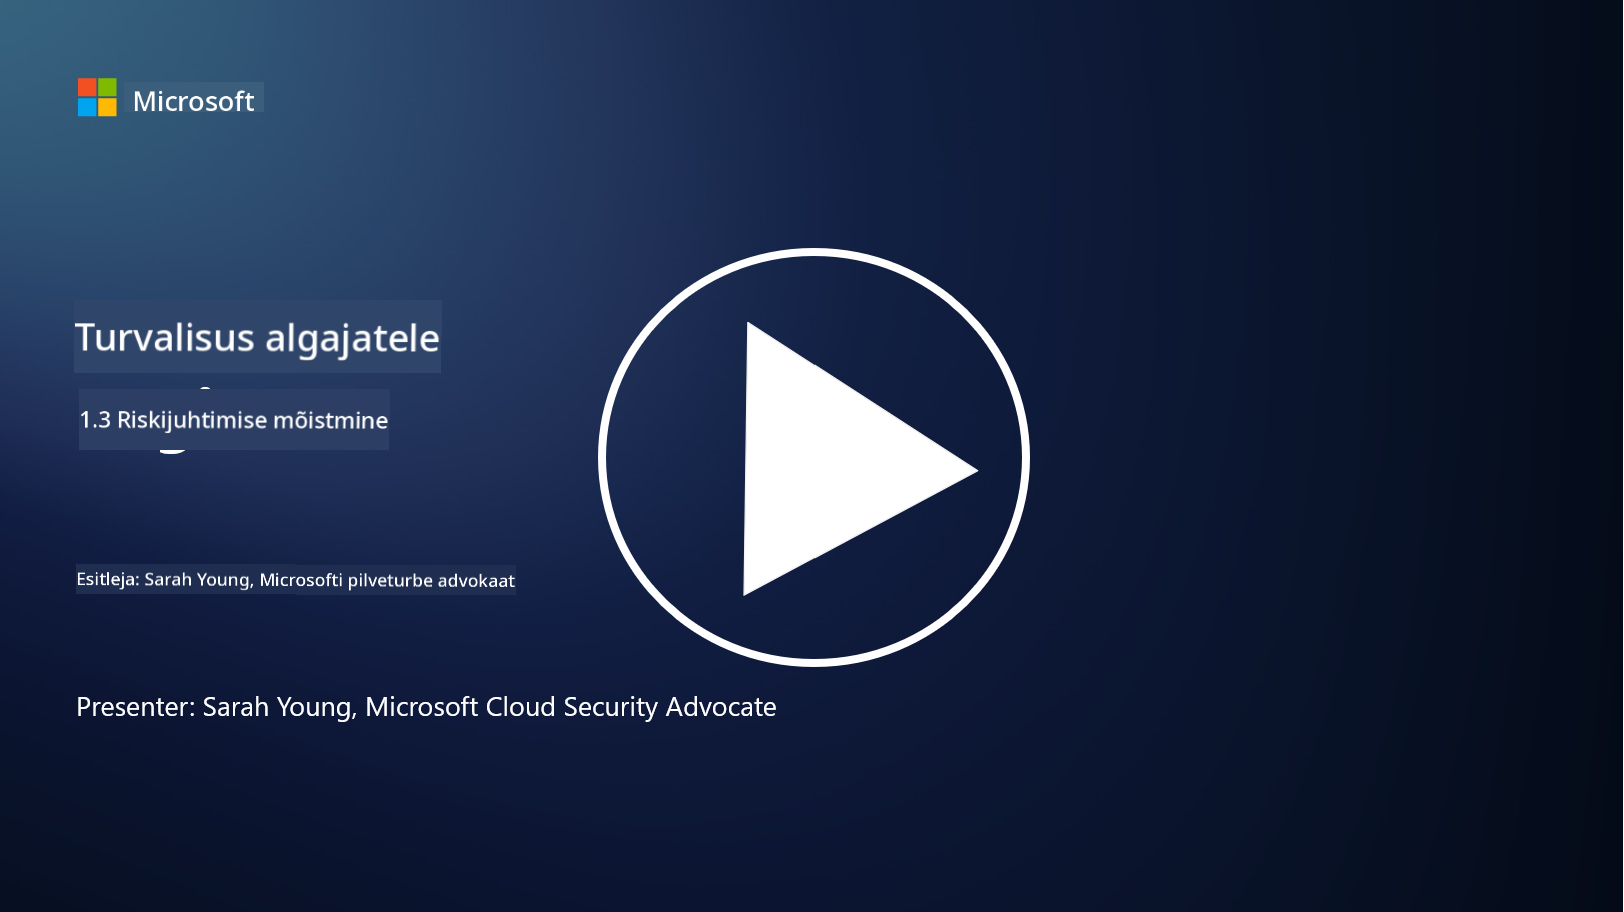 Microsoft
Turvalisus algajatele
1.3 Riskijuhtimise mõistmine
Esitleja: Sarah Young, Microsofti pilveturbe advokaat
Presenter: Sarah Young, Microsoft Cloud Security Advocate